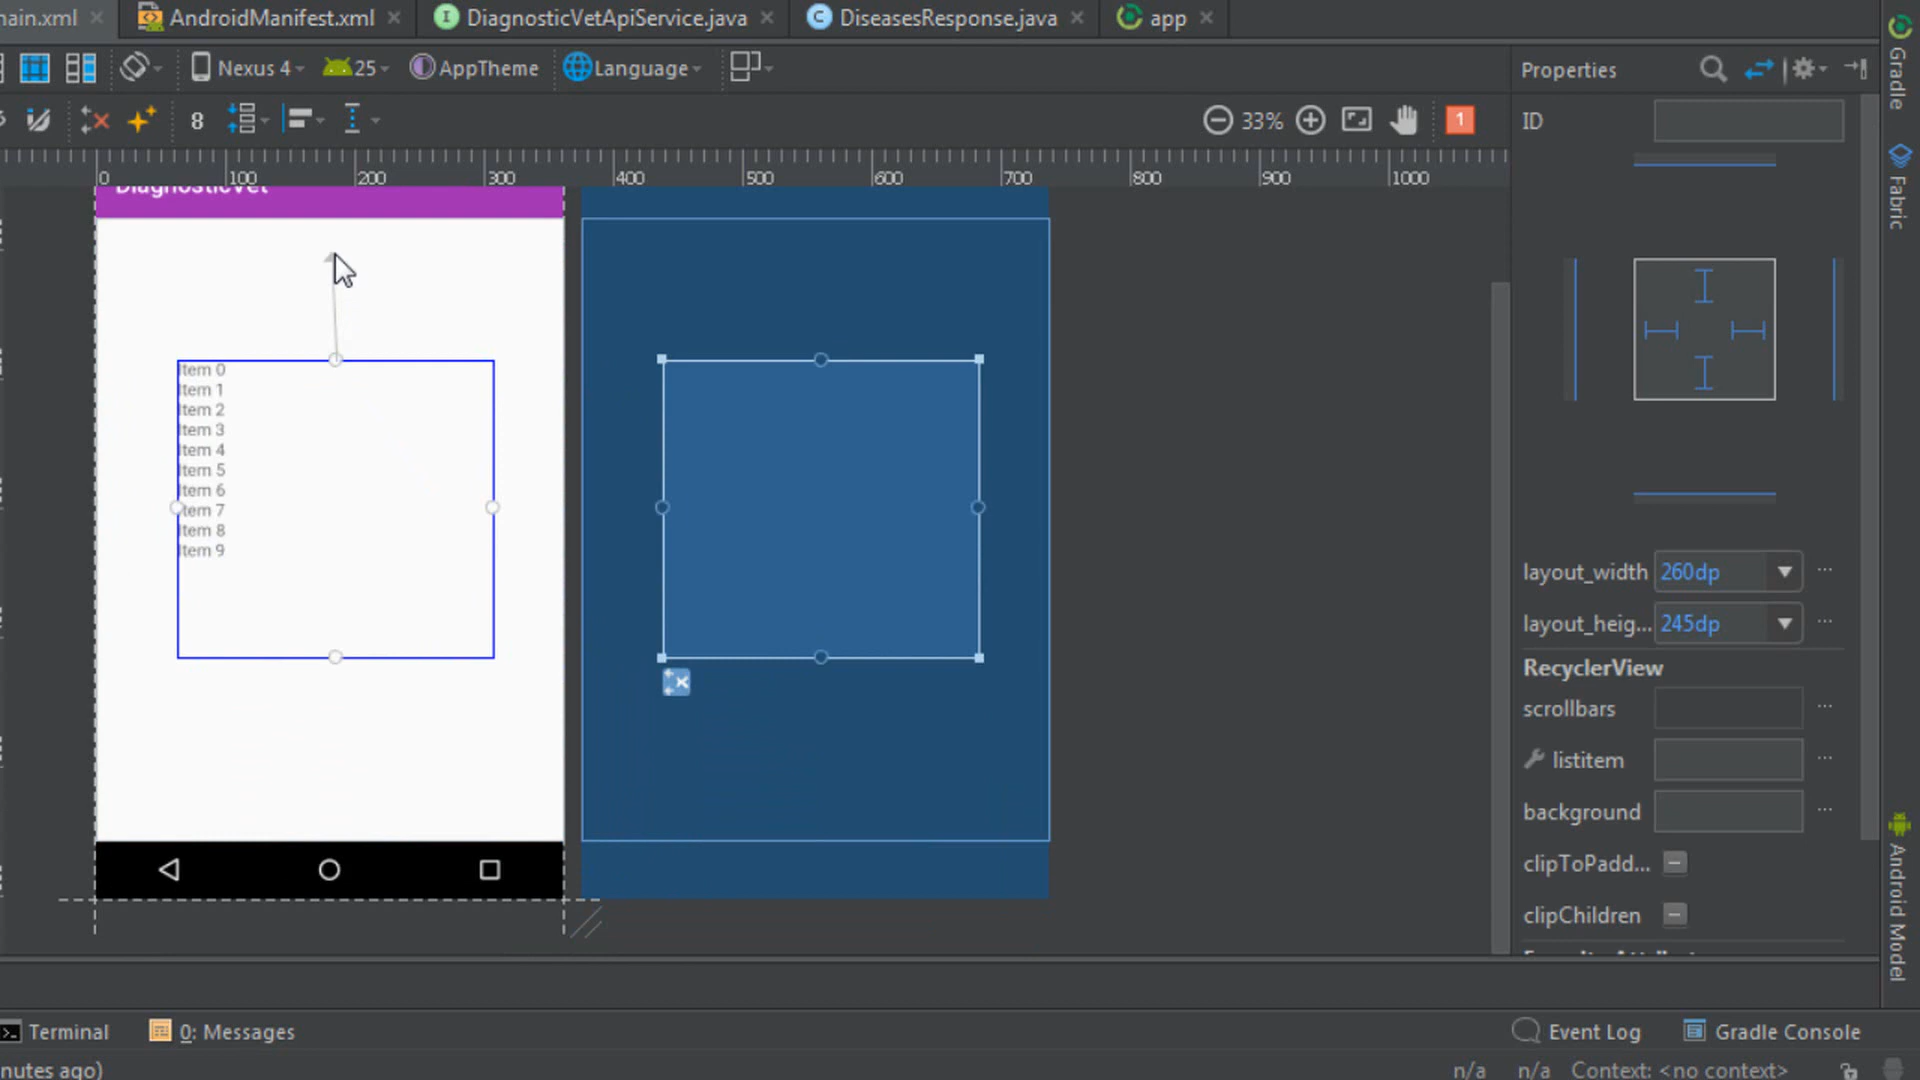 main.xml AndroidManifest.xml DiagnosticVetApiService.java DiseasesResponse.java app
Nexus 4 25 AppTheme Language
Properties
8 33% 1
ID
0 100 200 300 400 500 600 700 800 900 1000
DiagnosticVet
Item 0
Item 1
Item 2
Item 3
Item 4
Item 5
Item 6
Item 7
Item 8
Item 9
layout_width 260dp ...
layout_heig... 245dp ...
RecyclerView
scrollbars ...
listitem ...
background ...
clipToPadd...
clipChildren
Gradle
Fabric
Android Model
Terminal 0: Messages Event Log Gradle Console
nutes ago) n/a n/a Context: <no context>